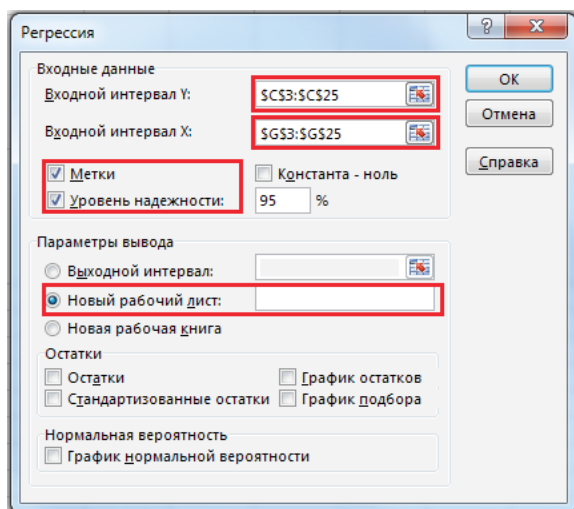 Регрессия
Входные данные
Входной интервал Y: $C$3:$C$25
Входной интервал X: $G$3:$G$25
Метки Константа - ноль
Уровень надежности: 95 %
ОК
Отмена
Справка
Параметры вывода
Выходной интервал:
Новый рабочий лист:
Новая рабочая книга
Остатки
Остатки График остатков
Стандартизованные остатки График подбора
Нормальная вероятность
График нормальной вероятности